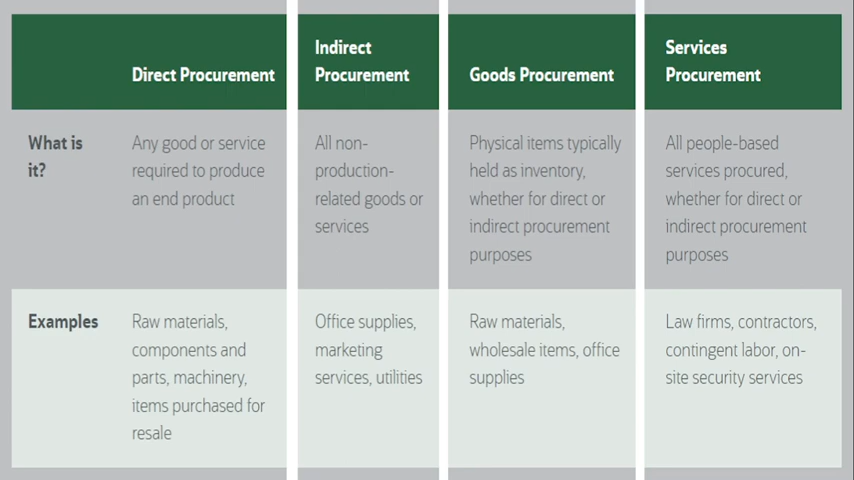 Direct Procurement
Indirect
Procurement
Goods Procurement
Services
Procurement
What is
it?
Any good or service
required to produce
an end product
All non-
production-
related goods or
services
Physical items typically
held as inventory,
whether for direct or
indirect procurement
purposes
All people-based
services procured,
whether for direct or
indirect procurement
purposes
Examples
Raw materials,
components and
parts, machinery,
items purchased for
resale
Office supplies,
marketing
services, utilities
Raw materials,
wholesale items, office
supplies
Law firms, contractors,
contingent labor, on-
site security services